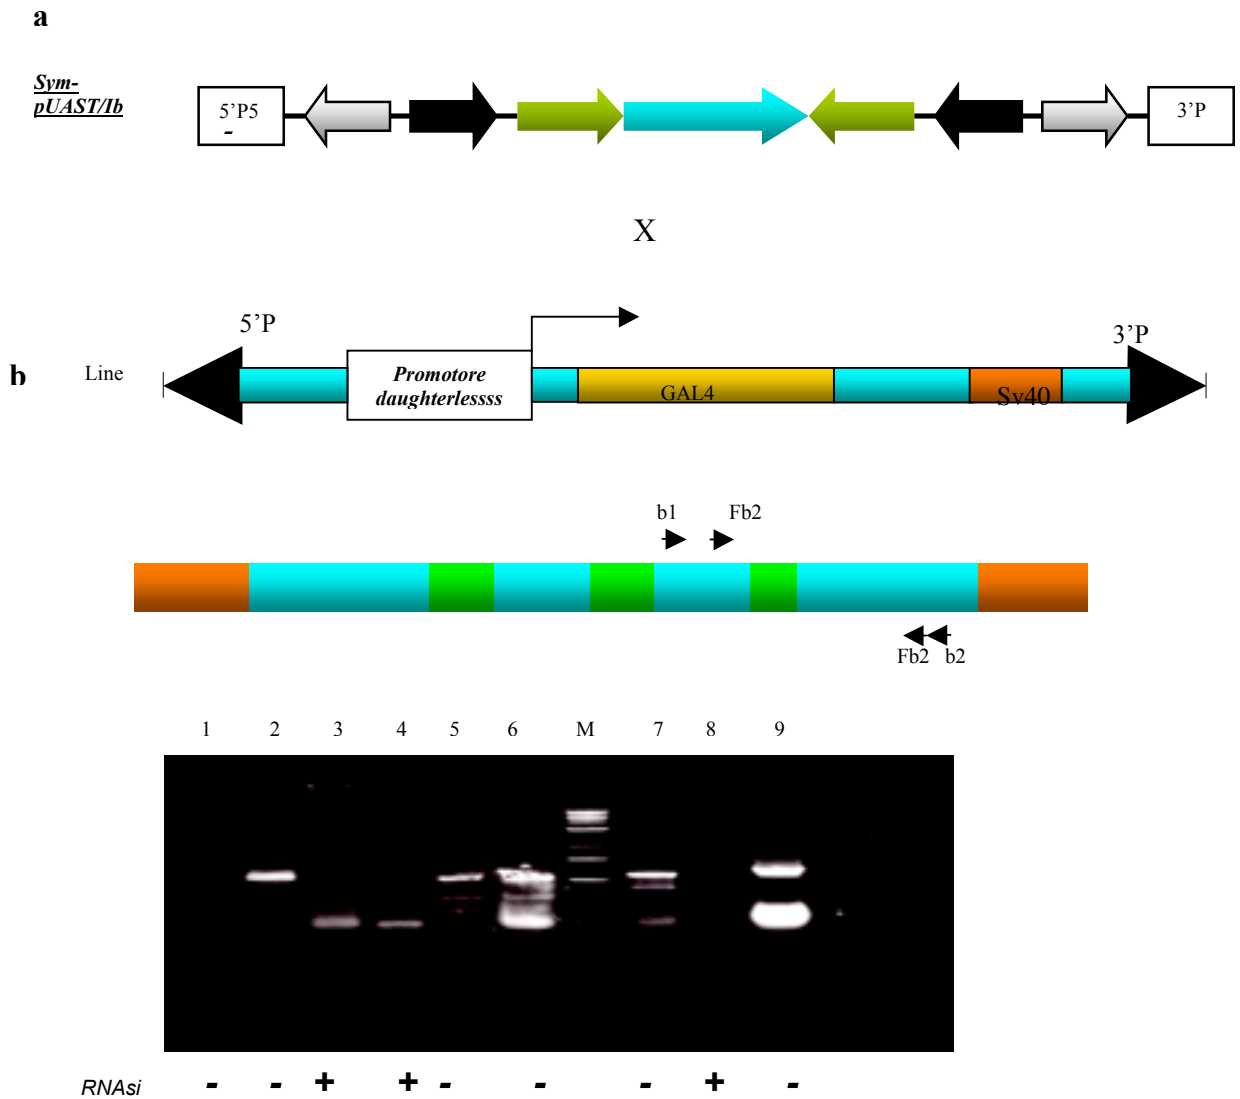 a
Sym-
pUAST/Ib
5'P5
-
3'P
X
5'P
3'P
b
Line
Promotore
daughterlessss
GAL4
Sv40
b1 Fb2
Fb2 b2
1 2 3 4 5 6 M 7 8 9
RNAsi - - + + - - - + -